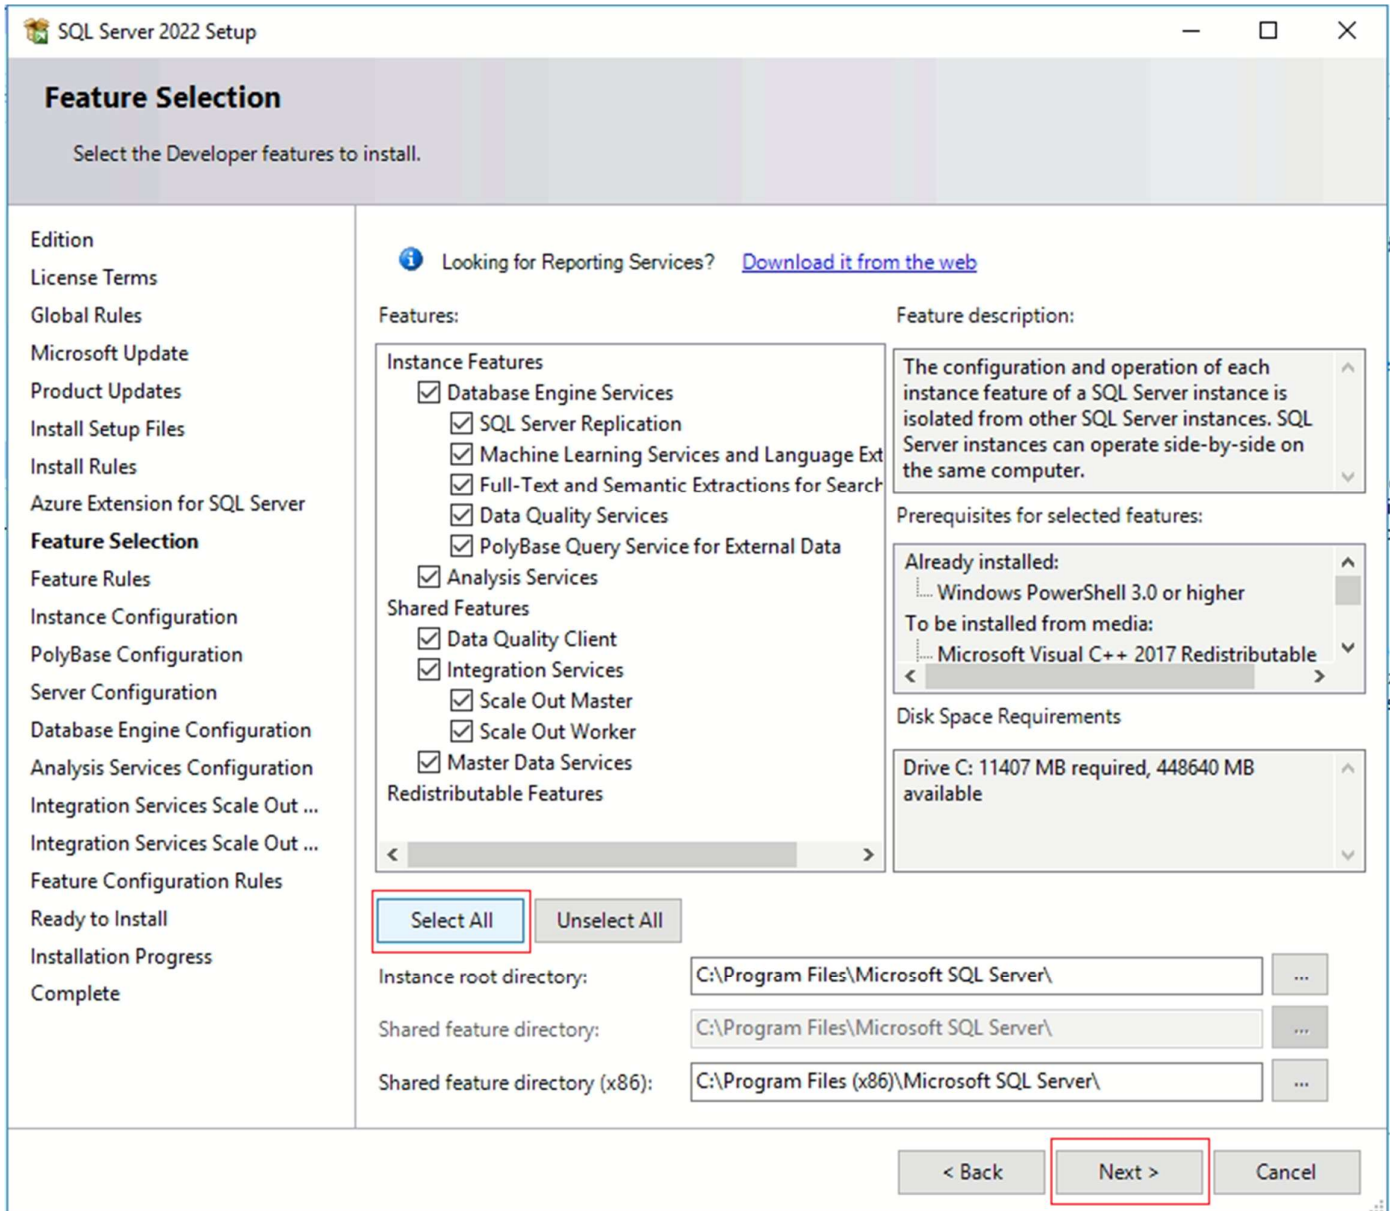 SQL Server 2022 Setup
Feature Selection
Select the Developer features to install.
Edition
License Terms
Global Rules
Microsoft Update
Product Updates
Install Setup Files
Install Rules
Azure Extension for SQL Server
Feature Selection
Feature Rules
Instance Configuration
PolyBase Configuration
Server Configuration
Database Engine Configuration
Analysis Services Configuration
Integration Services Scale Out ...
Integration Services Scale Out ...
Feature Configuration Rules
Ready to Install
Installation Progress
Complete
Looking for Reporting Services? Download it from the web
Features:
Instance Features
Database Engine Services
SQL Server Replication
Machine Learning Services and Language Ext
Full-Text and Semantic Extractions for Search
Data Quality Services
PolyBase Query Service for External Data
Analysis Services
Shared Features
Data Quality Client
Integration Services
Scale Out Master
Scale Out Worker
Master Data Services
Redistributable Features
Feature description:
The configuration and operation of each
instance feature of a SQL Server instance is
isolated from other SQL Server instances. SQL
Server instances can operate side-by-side on
the same computer.
Prerequisites for selected features:
Already installed:
Windows PowerShell 3.0 or higher
To be installed from media:
Microsoft Visual C++ 2017 Redistributable
Disk Space Requirements
Drive C: 11407 MB required, 448640 MB
available
Select All Unselect All
Instance root directory: C:\Program Files\Microsoft SQL Server\ ...
Shared feature directory: C:\Program Files\Microsoft SQL Server\ ...
Shared feature directory (x86): C:\Program Files (x86)\Microsoft SQL Server\ ...
< Back Next > Cancel